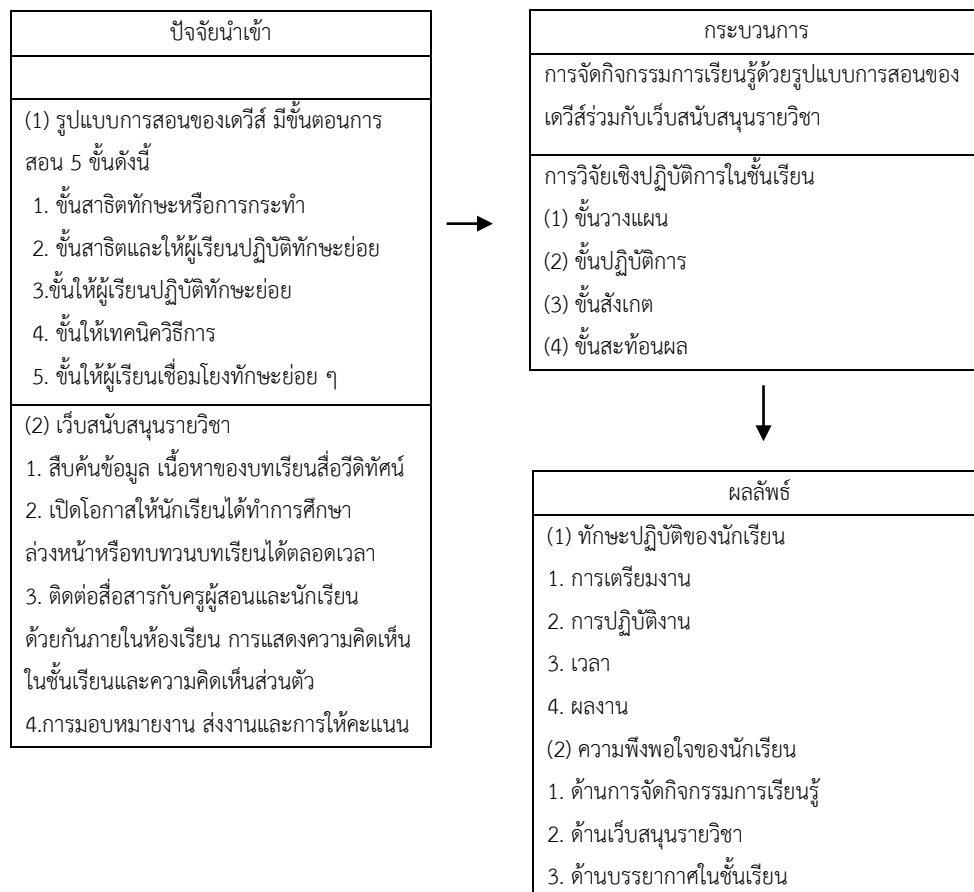 ปัจจัยนำเข้า
(1) รูปแบบการสอนของเดวีส์ มีขั้นตอนการ
สอน 5 ขั้นดังนี้
1. ขั้นสาธิตทักษะหรือการกระทำ
2. ขั้นสาธิตและให้ผู้เรียนปฏิบัติทักษะย่อย
3.ขั้นให้ผู้เรียนปฏิบัติทักษะย่อย
4. ขั้นให้เทคนิควิธีการ
5. ขั้นให้ผู้เรียนเชื่อมโยงทักษะย่อย ๆ
(2) เว็บสนับสนุนรายวิชา
1. สืบค้นข้อมูล เนื้อหาของบทเรียนสื่อวีดิทัศน์
2. เปิดโอกาสให้นักเรียนได้ทำการศึกษา
ล่วงหน้าหรือทบทวนบทเรียนได้ตลอดเวลา
3. ติดต่อสื่อสารกับครูผู้สอนและนักเรียน
ด้วยกันภายในห้องเรียน การแสดงความคิดเห็น
ในชั้นเรียนและความคิดเห็นส่วนตัว
4.การมอบหมายงาน ส่งงานและการให้คะแนน
กระบวนการ
การจัดกิจกรรมการเรียนรู้ด้วยรูปแบบการสอนของ
เดวีส์ร่วมกับเว็บสนับสนุนรายวิชา
การวิจัยเชิงปฏิบัติการในชั้นเรียน
(1) ขั้นวางแผน
(2) ขั้นปฏิบัติการ
(3) ขั้นสังเกต
(4) ขั้นสะท้อนผล
ผลลัพธ์
(1) ทักษะปฏิบัติของนักเรียน
1. การเตรียมงาน
2. การปฏิบัติงาน
3. เวลา
4. ผลงาน
(2) ความพึงพอใจของนักเรียน
1. ด้านการจัดกิจกรรมการเรียนรู้
2. ด้านเว็บสนุนรายวิชา
3. ด้านบรรยากาศในชั้นเรียน